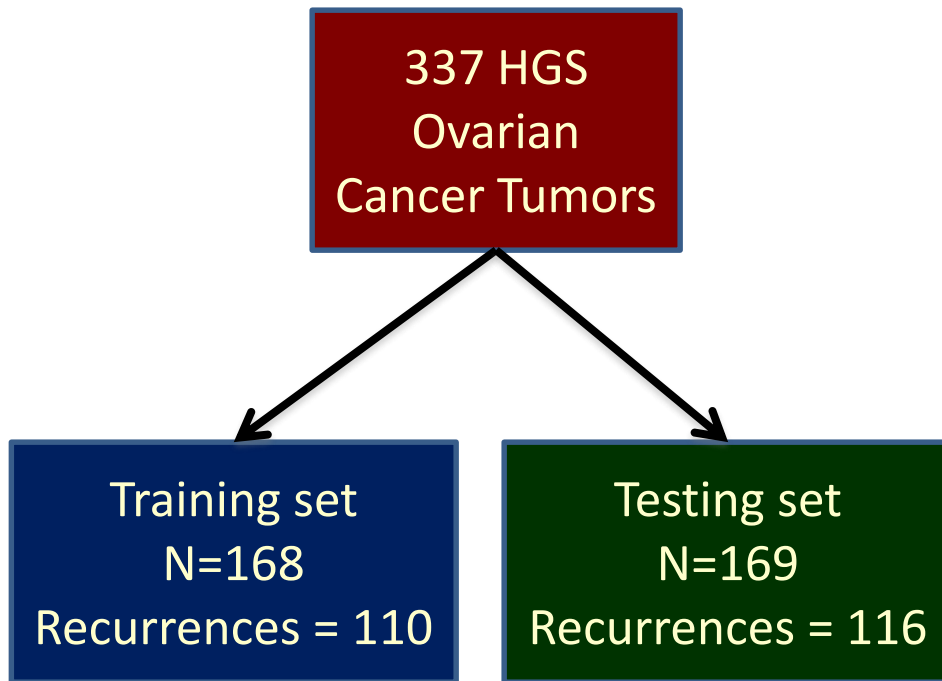 337 HGS
Ovarian
Cancer Tumors
Training set
N=168
Recurrences = 110
Testing set
N=169
Recurrences = 116